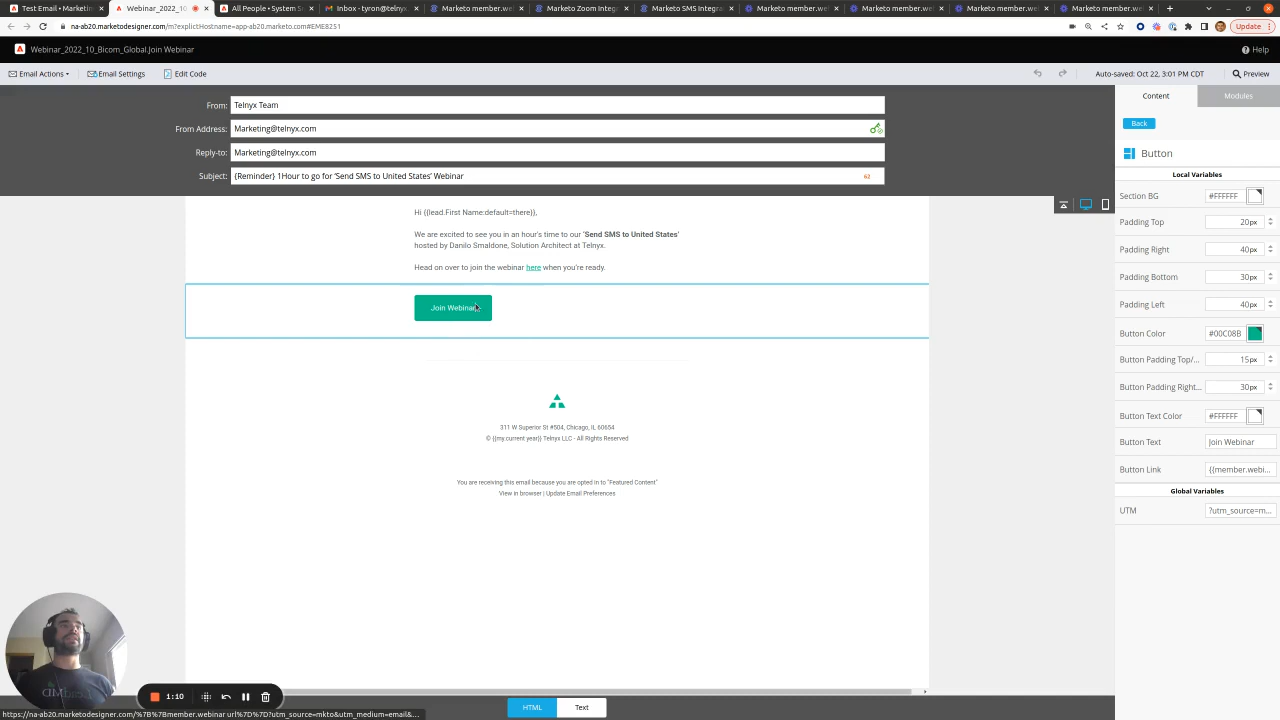 Test Email • Marketin
Webinar_2022_10
All People • System S
Inbox - tyron@telnyx
Marketo member.we
Marketo Zoom Integ
Marketo SMS Integra
Marketo member.we
Marketo member.we
Marketo member.we
Marketo member.we
na-ab20.marketodesigner.com/m?explictHostname=app-ab20.marketo.com#EME8251
Update
Webinar_2022_10_Bicom_Global.Join Webinar
Help
Email Actions
Email Settings
Edit Code
Auto-saved: Oct 22, 3:01 PM CDT
Preview
From: Telnyx Team
From Address: Marketing@telnyx.com
Reply-to: Marketing@telnyx.com
Subject: {Reminder} 1Hour to go for 'Send SMS to United States' Webinar
62
Hi {{lead.First Name:default=there}},
We are excited to see you in an hour's time to our 'Send SMS to United States'
hosted by Danilo Smaldone, Solution Architect at Telnyx.
Head on over to join the webinar here when you're ready.
Join Webinar
311 W Superior St #504, Chicago, IL 60654
© {{my.current year}} Telnyx LLC - All Rights Reserved
You are receiving this email because you are opted in to "Featured Content"
View in browser | Update Email Preferences
Content
Modules
Back
Button
Local Variables
Section BG #FFFFFF
Padding Top 20px
Padding Right 40px
Padding Bottom 30px
Padding Left 40px
Button Color #00C08B
Button Padding Top/... 15px
Button Padding Right... 30px
Button Text Color #FFFFFF
Button Text Join Webinar
Button Link {{member.webi...
Global Variables
UTM ?utm_source=m...
1:10
HTML
Text
https://na-ab20.marketodesigner.com/%7B%7Bmember.webinar url%7D%7D?utm_source=mkto&utm_medium=email&...